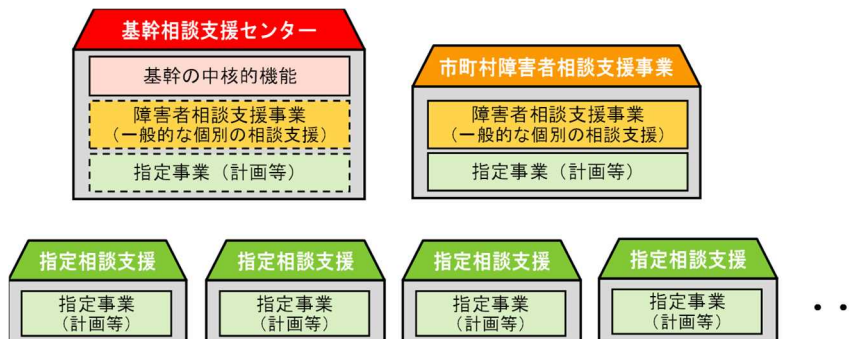 基幹相談支援センター
基幹の中核的機能
障害者相談支援事業
(一般的な個別の相談支援)
指定事業(計画等)
市町村障害者相談支援事業
障害者相談支援事業
(一般的な個別の相談支援)
指定事業(計画等)
指定相談支援
指定事業
(計画等)
指定相談支援
指定事業
(計画等)
指定相談支援
指定事業
(計画等)
指定相談支援
指定事業
(計画等)
・・